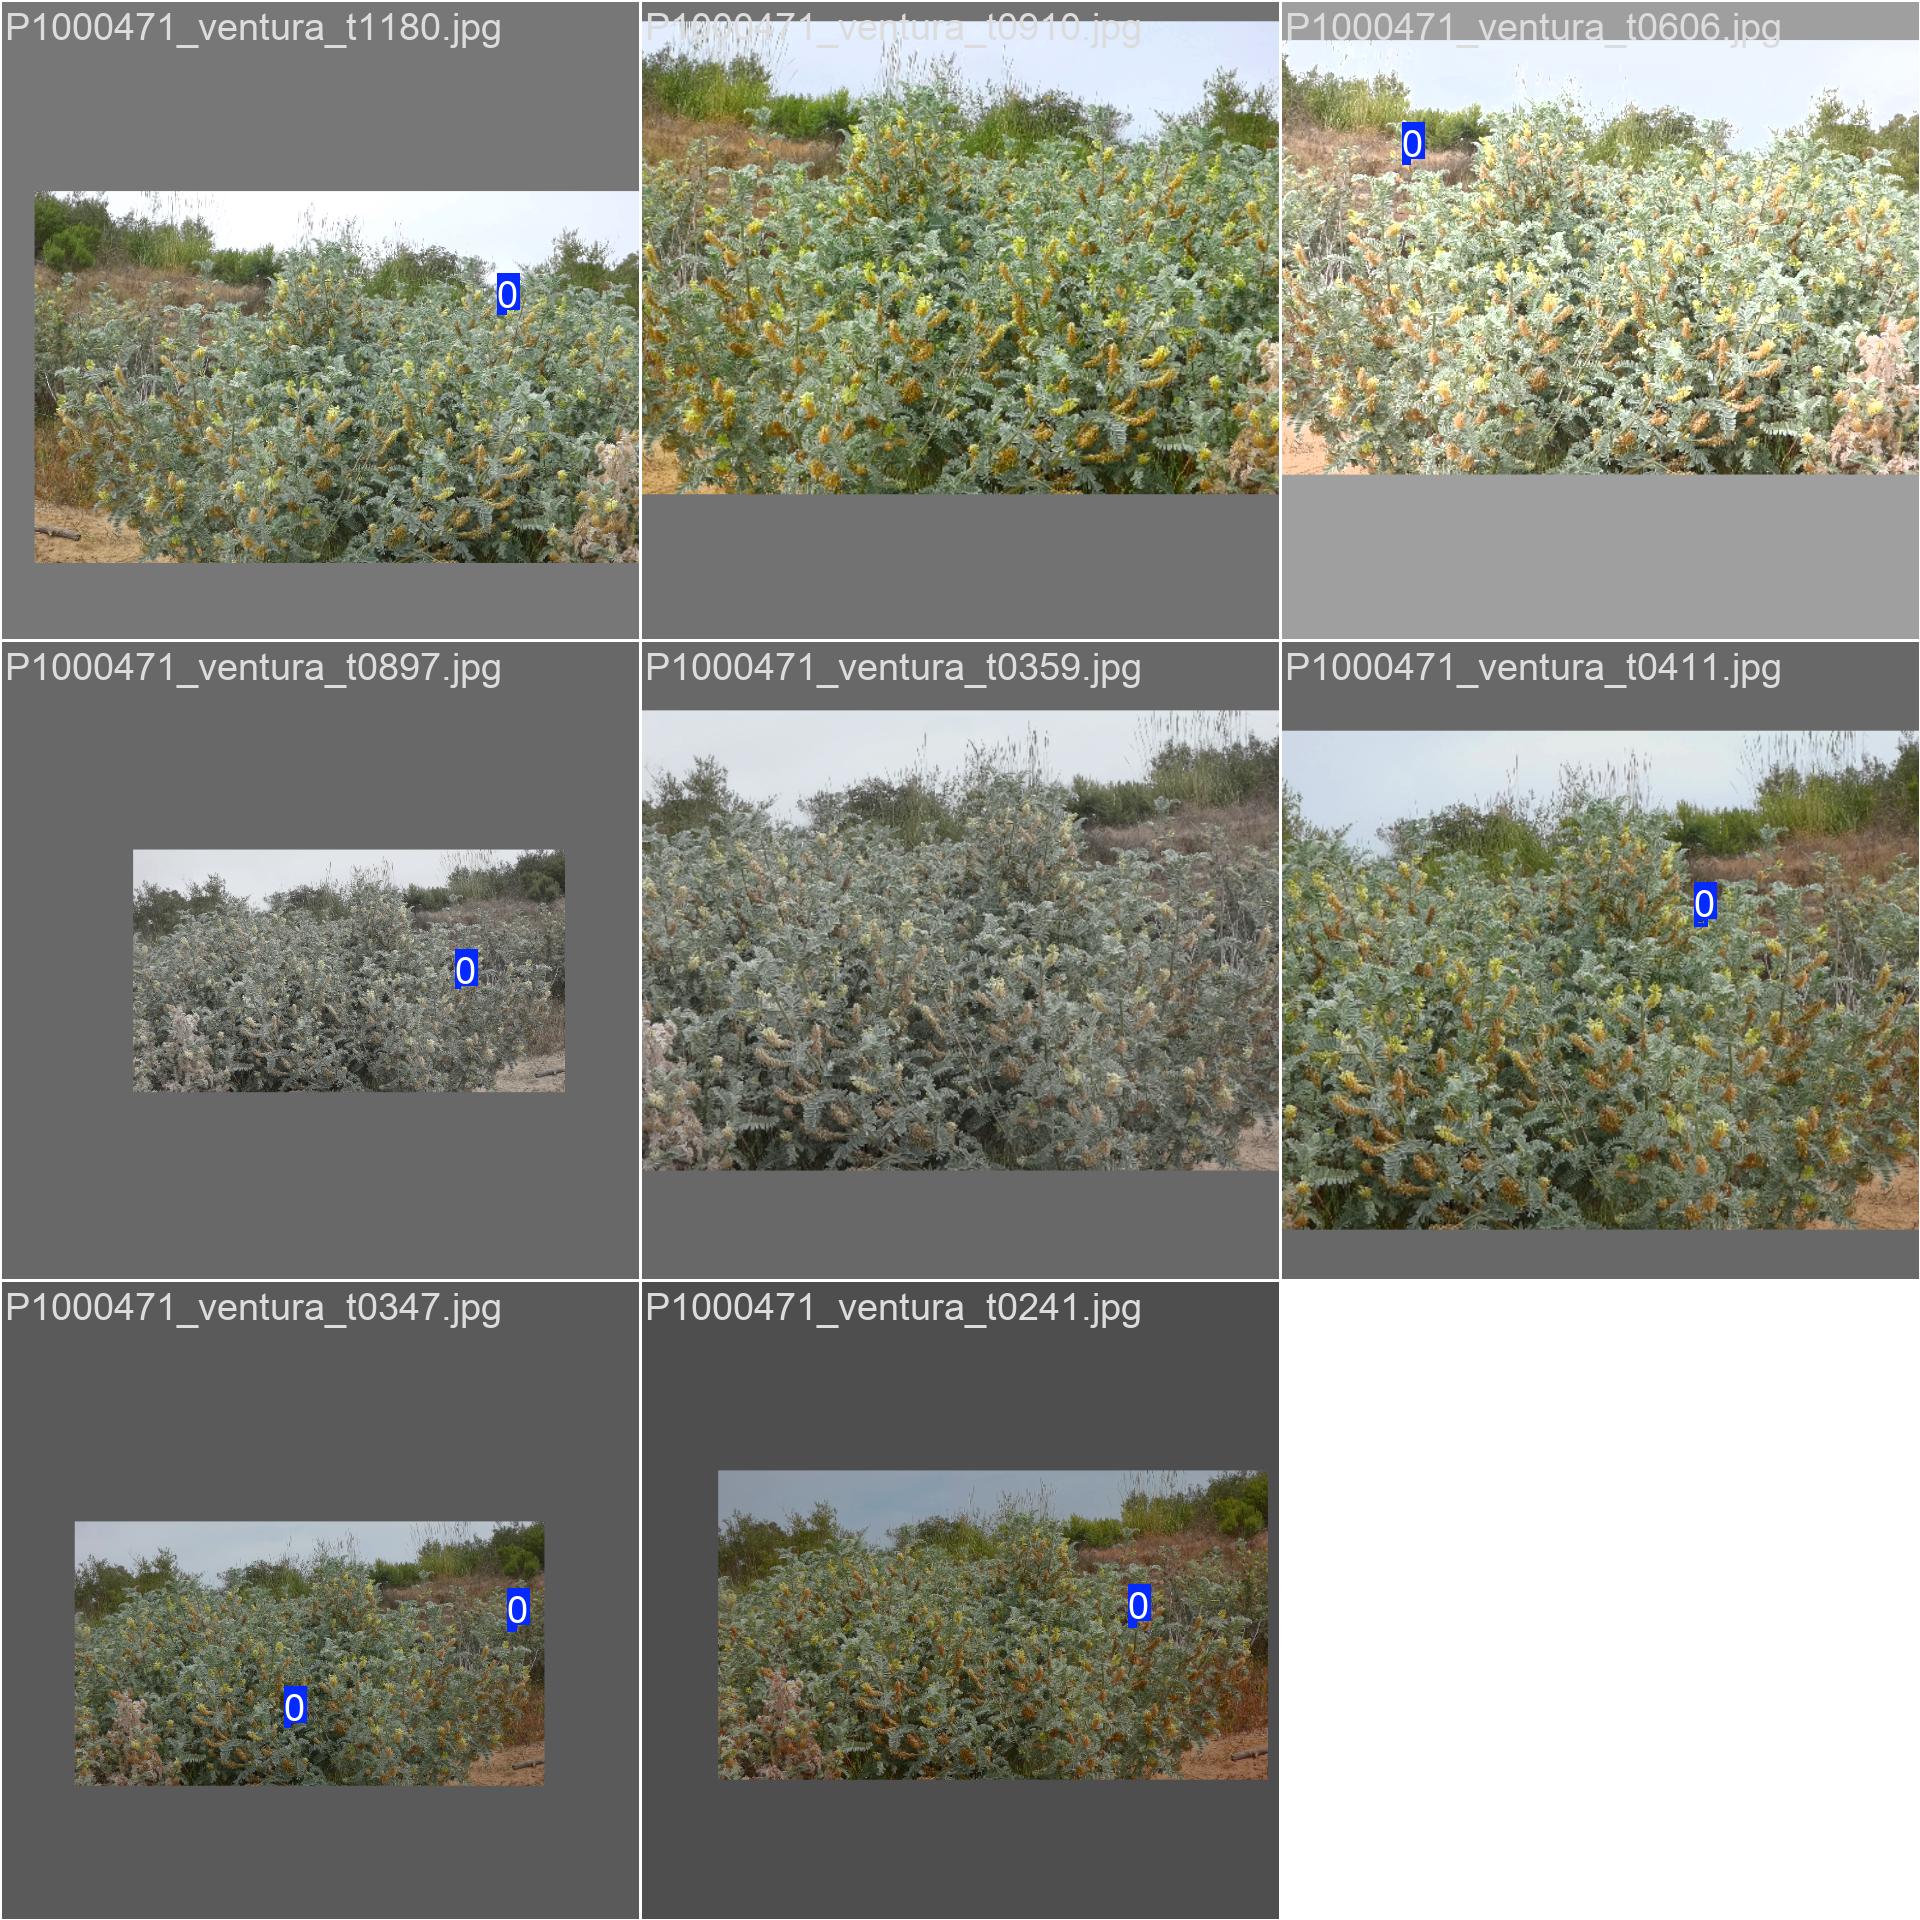 P1000471_ventura_t1180.jpg
P1000471_ventura_t0910.jpg
P1000471_ventura_t0606.jpg
0
0
P1000471_ventura_t0897.jpg
P1000471_ventura_t0359.jpg
P1000471_ventura_t0411.jpg
0
0
P1000471_ventura_t0347.jpg
P1000471_ventura_t0241.jpg
0
0
0